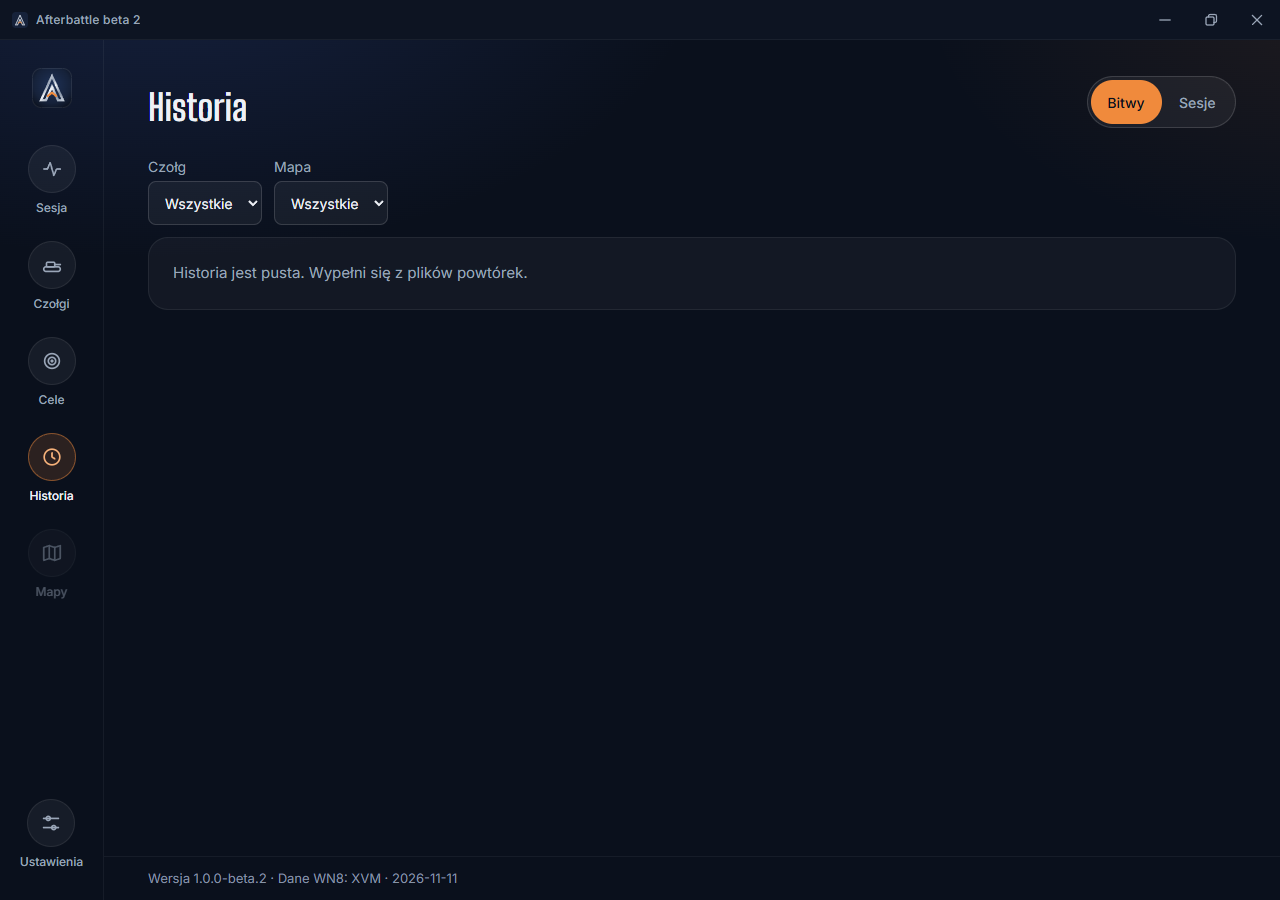 Afterbattle beta 2
Historia
Bitwy
Sesje
Czołg
Mapa
Wszystkie
Wszystkie
Historia jest pusta. Wypełni się z plików powtórek.
Sesja
Czołgi
Cele
Historia
Mapy
Ustawienia
Wersja 1.0.0-beta.2 · Dane WN8: XVM · 2026-11-11